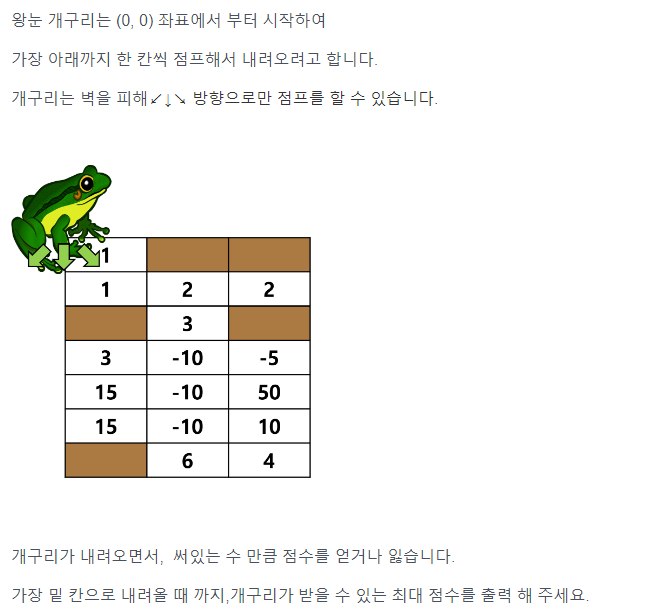 왕눈 개구리는 (0, 0) 좌표에서 부터 시작하여
가장 아래까지 한 칸씩 점프해서 내려오려고 합니다.
개구리는 벽을 피해↙↓↘ 방향으로만 점프를 할 수 있습니다.
1
1 2 2
3
3 -10 -5
15 -10 50
15 -10 10
6 4
개구리가 내려오면서, 써있는 수 만큼 점수를 얻거나 잃습니다.
가장 밑 칸으로 내려올 때 까지,개구리가 받을 수 있는 최대 점수를 출력 해 주세요.